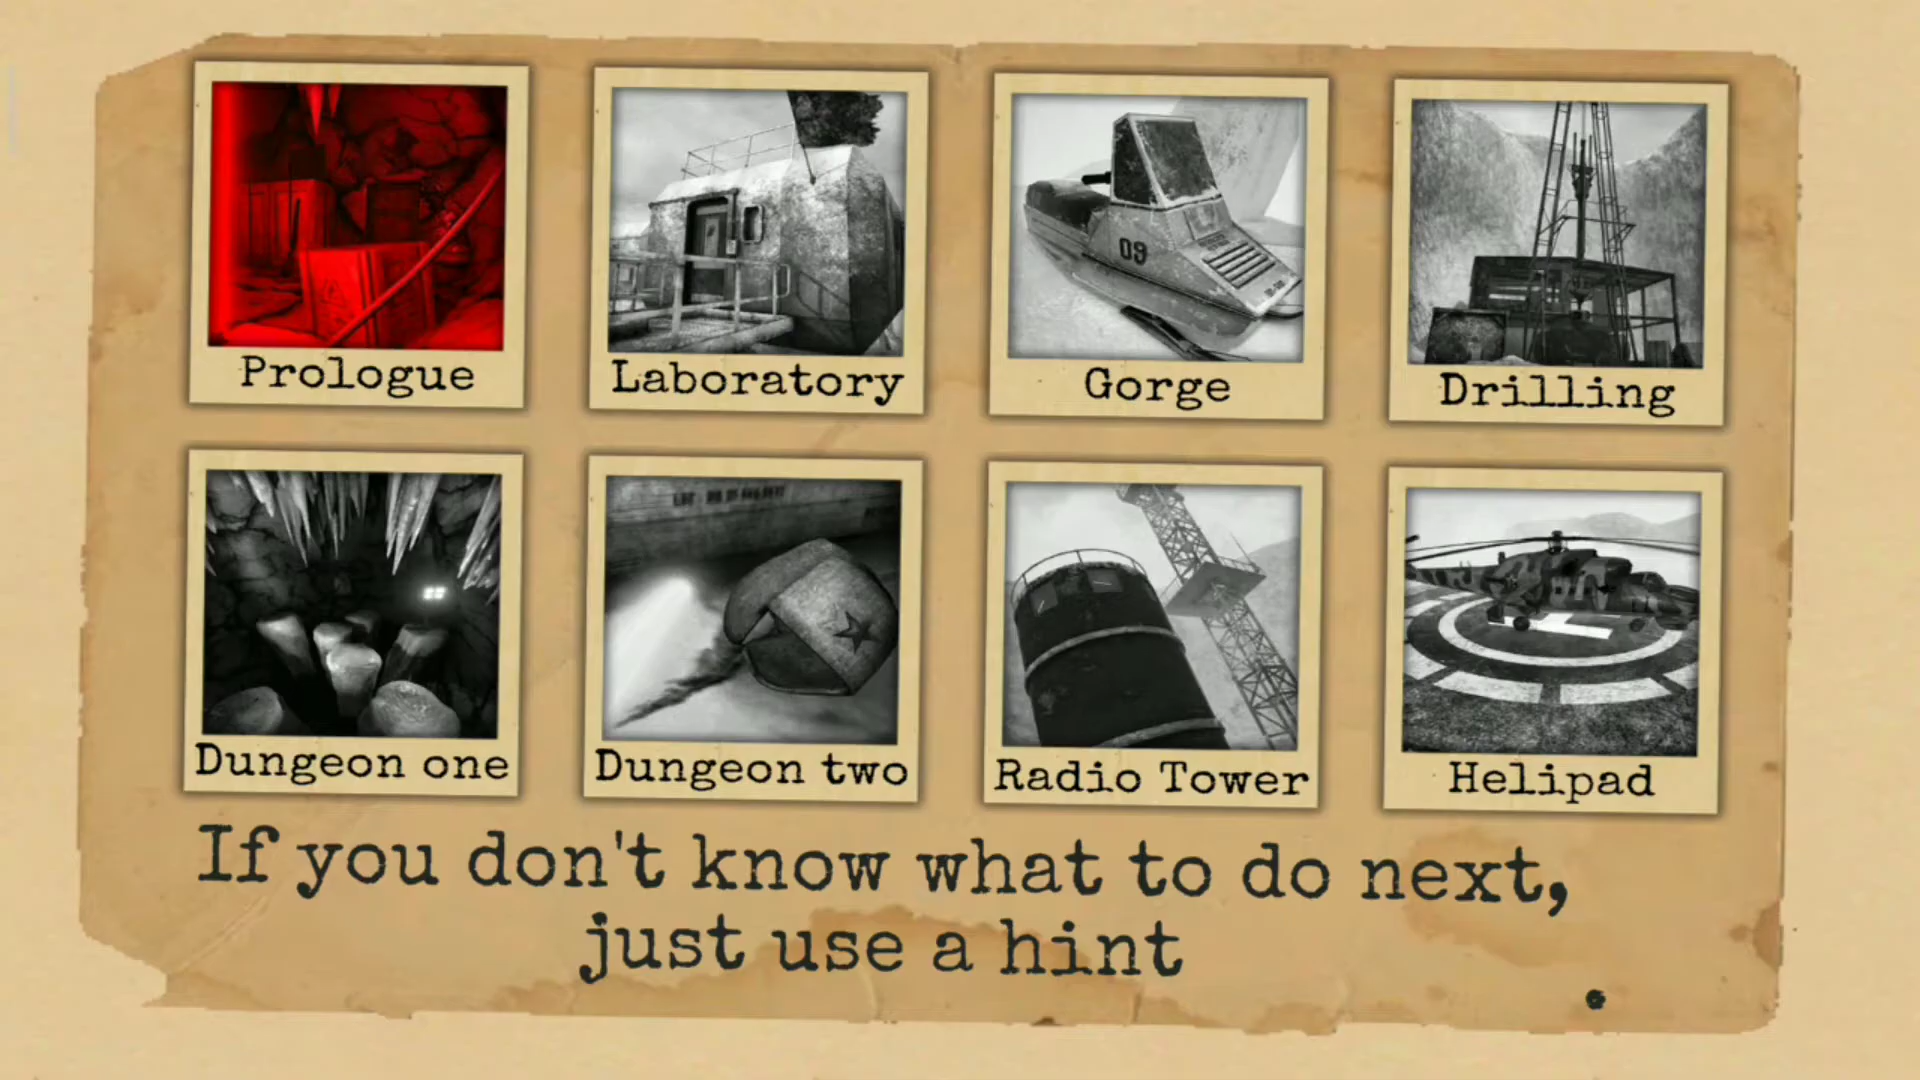 Prologue
Laboratory
09
Gorge
Drilling
Dungeon one
Dungeon two
Radio Tower
H
Helipad
If you don't know what to do next,
just use a hint